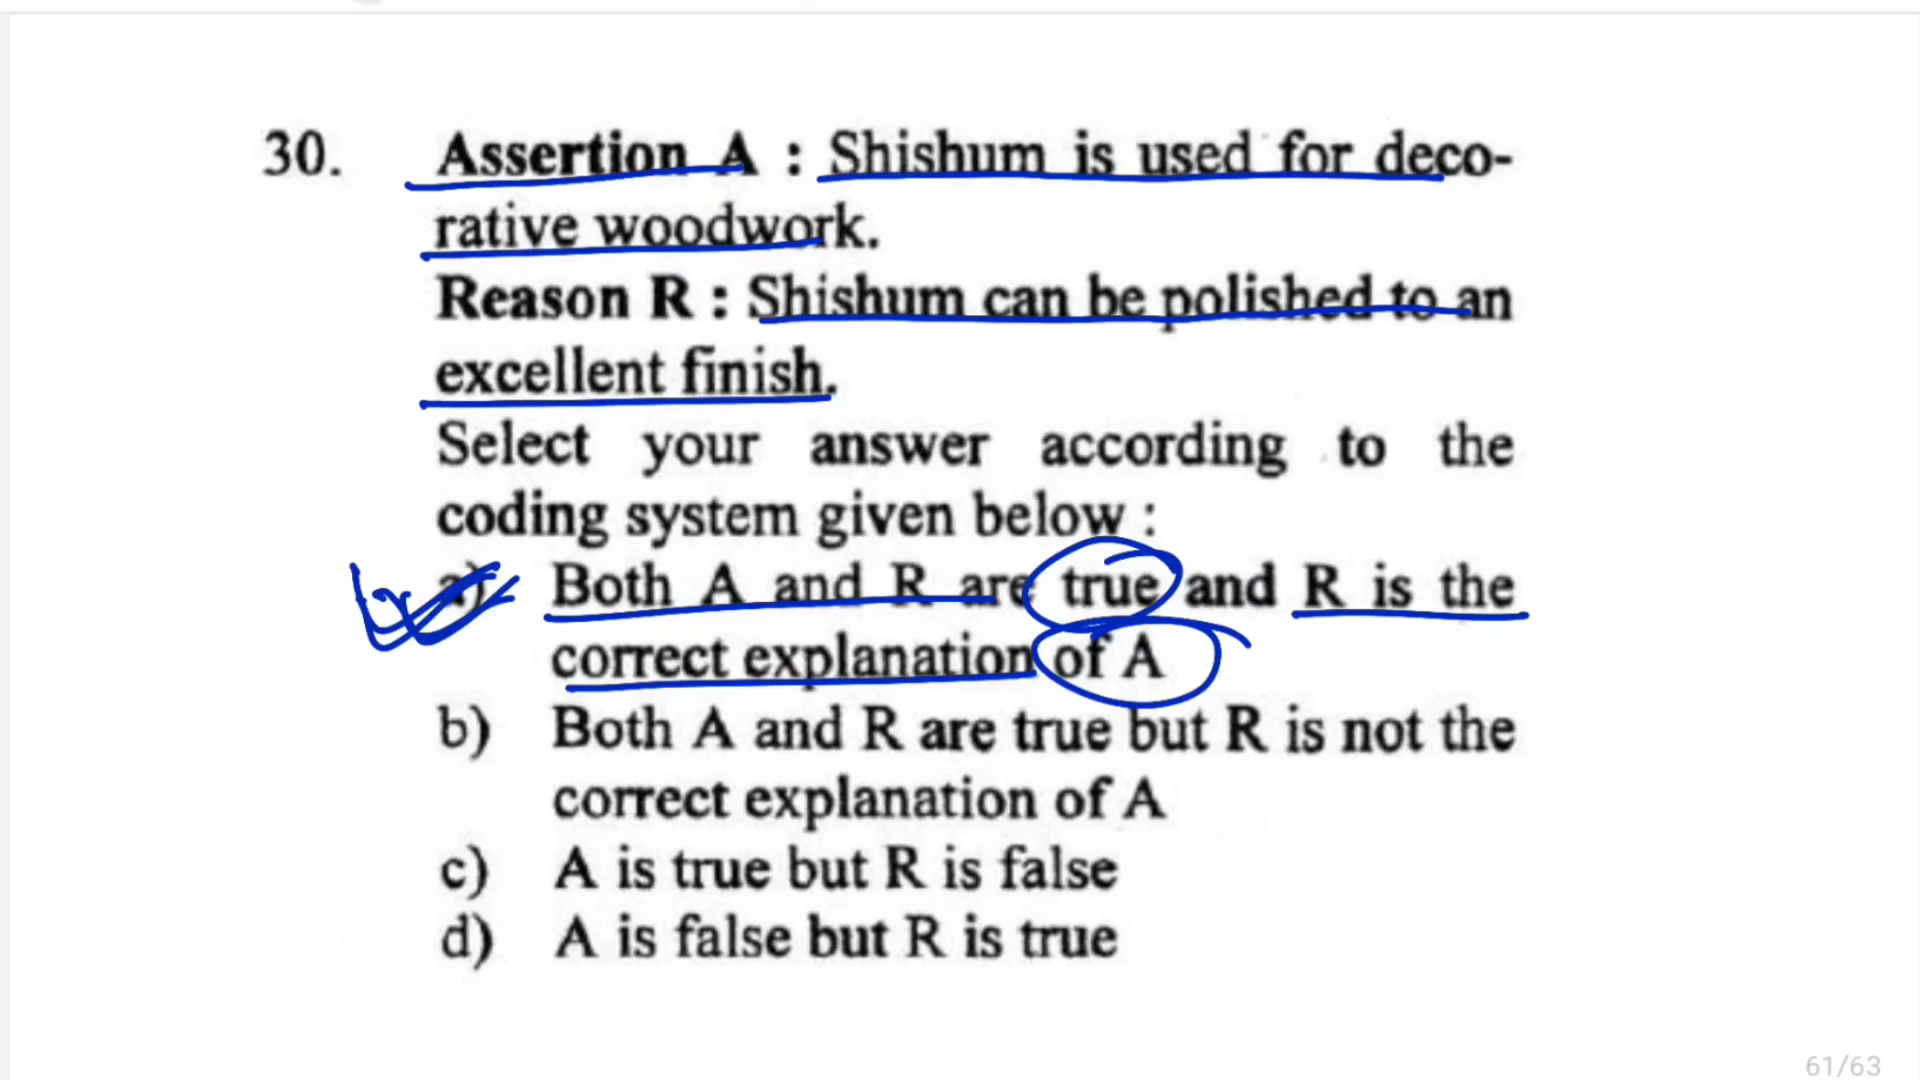 30. Assertion A : Shishum is used for deco-
rative woodwork.
Reason R : Shishum can be polished to an
excellent finish.
Select your answer according to the
coding system given below :
a) Both A and R are true and R is the
correct explanation of A
b) Both A and R are true but R is not the
correct explanation of A
c) A is true but R is false
d) A is false but R is true
61/63